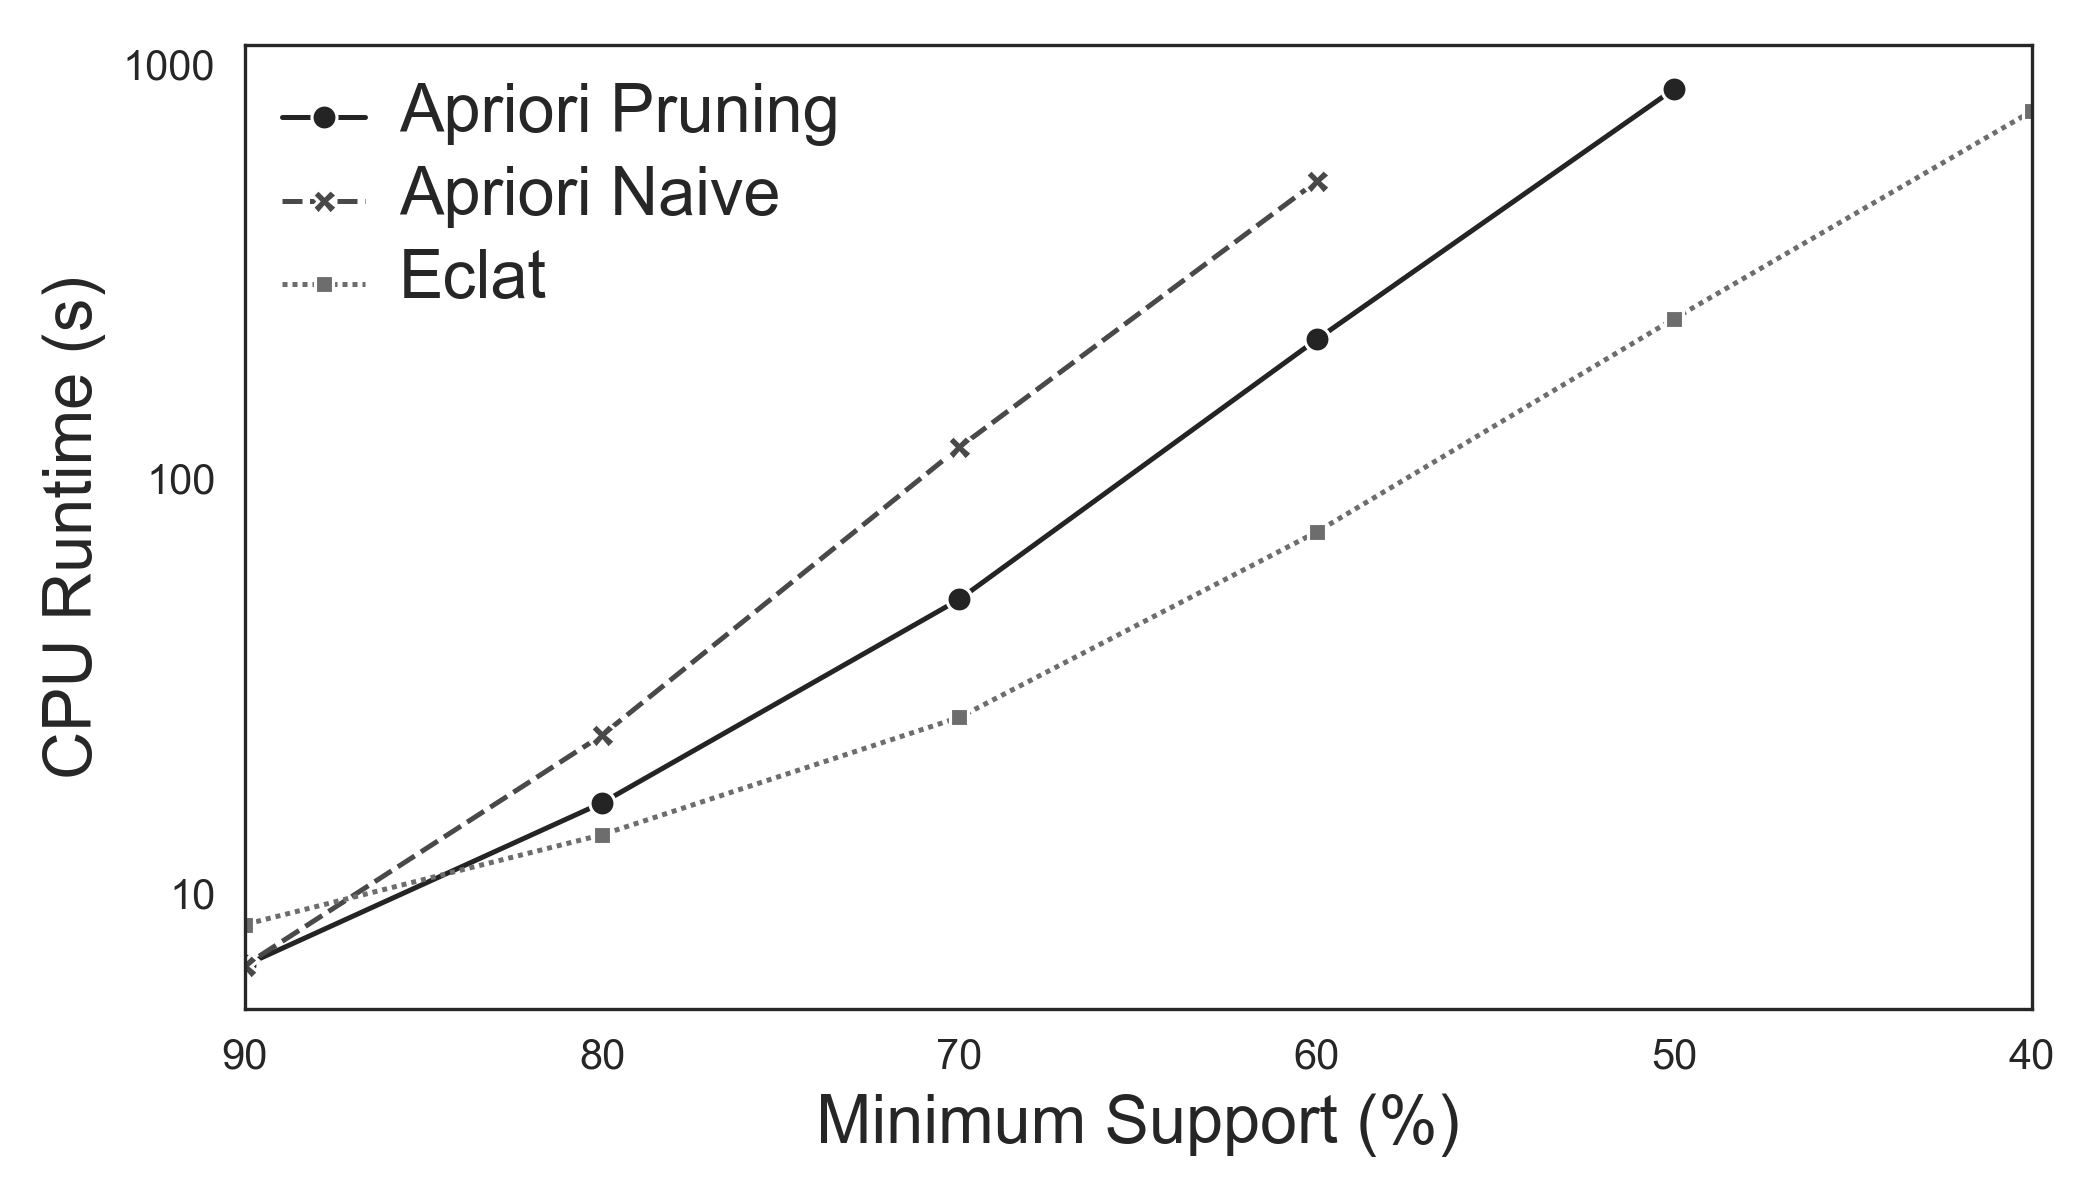 1000
100
10
CPU Runtime (s)
Apriori Pruning
Apriori Naive
Eclat
90 80 70 60 50 40
Minimum Support (%)